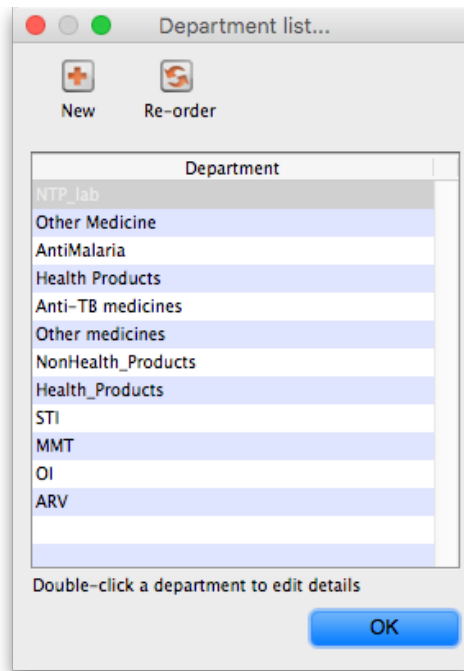 Department list...
New Re-order
Department
NTP_lab
Other Medicine
AntiMalaria
Health Products
Anti-TB medicines
Other medicines
NonHealth_Products
Health_Products
STI
MMT
OI
ARV
Double-click a department to edit details
OK